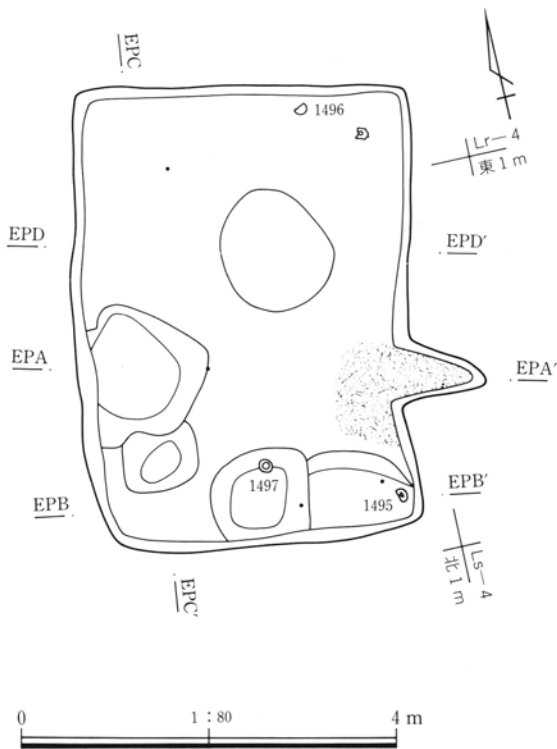 EPC
1496
Lr—4
東1m
EPD
EPD′
EPA
EPA′
EPB
1497
1495
EPB′
Ls—4
北1m
EPC′
0
1:80
4 m